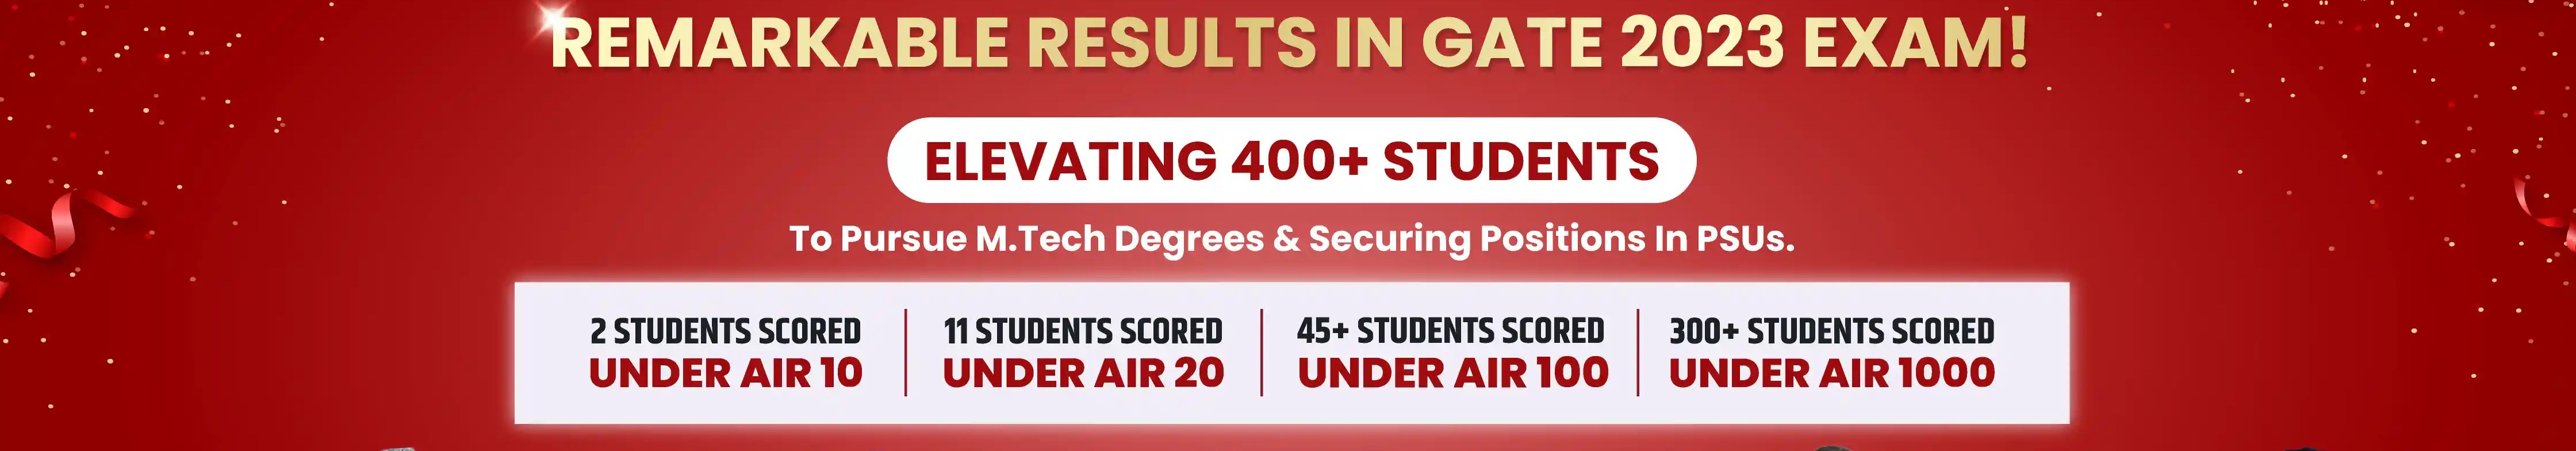 REMARKABLE RESULTS IN GATE 2023 EXAM!
ELEVATING 400+ STUDENTS
To Pursue M.Tech Degrees & Securing Positions In PSUs.
2 STUDENTS SCORED
UNDER AIR 10
11 STUDENTS SCORED
UNDER AIR 20
45+ STUDENTS SCORED
UNDER AIR 100
300+ STUDENTS SCORED
UNDER AIR 1000